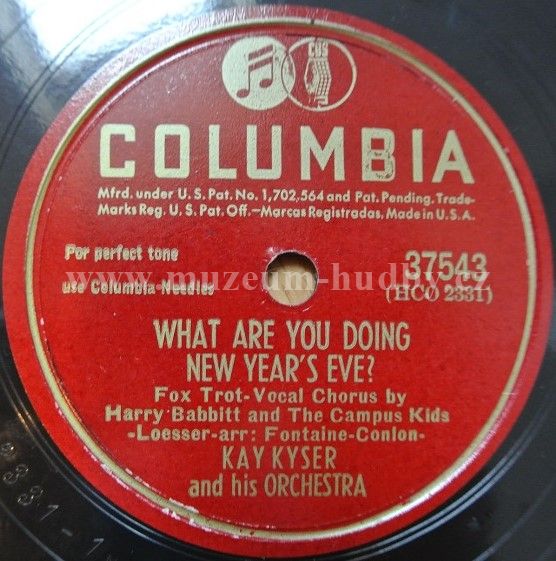 CBS
COLUMBIA
Mfrd. under U.S. Pat. No. 1,702,564 and Pat. Pending. Trade-
Marks Reg. U.S. Pat. Off.–Marcas Registradas, Made in U.S.A.
For perfect tone
use Columbia Needles
37543
(HCO 2331)
www.muzeum-hudby.cz
WHAT ARE YOU DOING
NEW YEAR'S EVE?
Fox Trot-Vocal Chorus by
Harry Babbitt and The Campus Kids
-Loesser-arr: Fontaine-Conlon-
KAY KYSER
and his ORCHESTRA